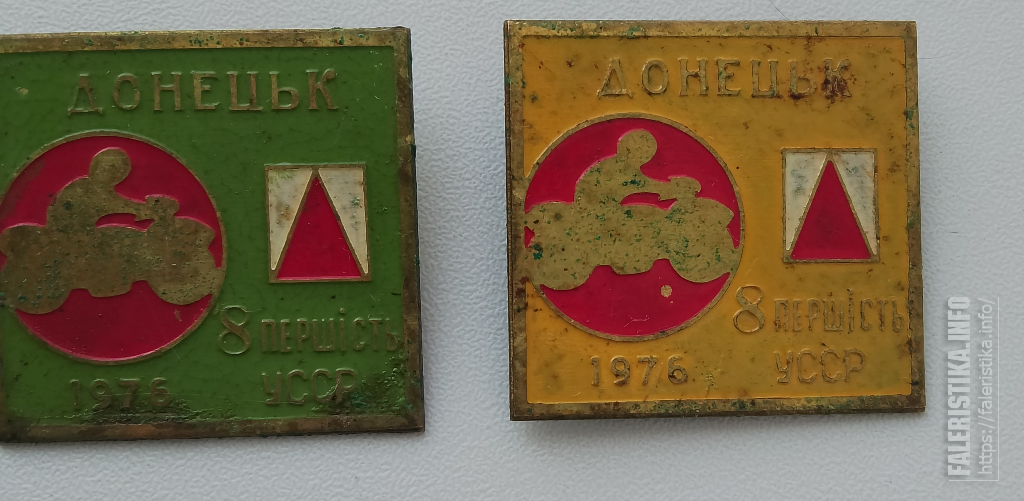 ДОНЕЦЬК
8 ПЕРШІСТЬ
1976 УССР
ДОНЕЦЬК
8 ПЕРШІСТЬ
1976 УССР
FALERISTIKA.INFO
https://faleristika.info/